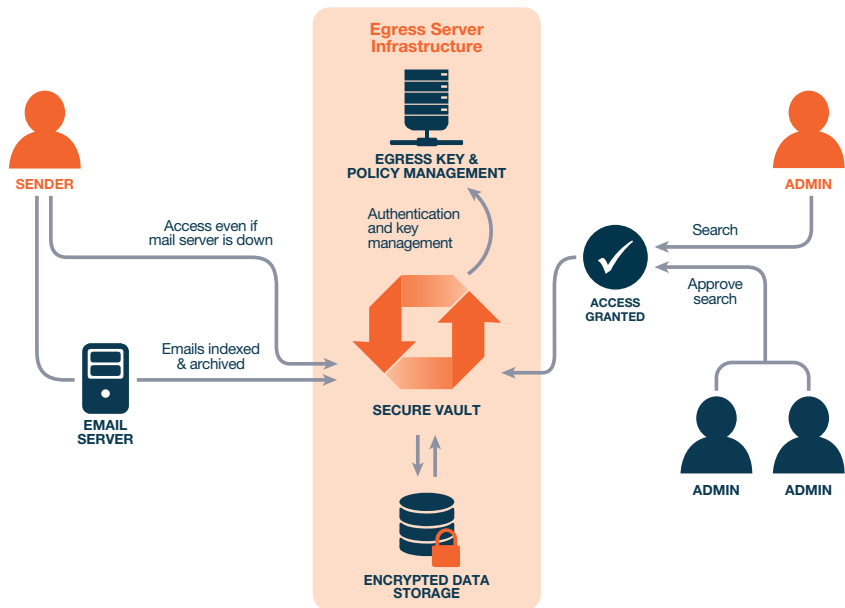 Egress Server
Infrastructure
EGRESS KEY &
POLICY MANAGEMENT
SENDER
ADMIN
Access even if
mail server is down
Authentication
and key
management
Search
Approve
search
ACCESS
GRANTED
Emails indexed
& archived
EMAIL
SERVER
SECURE VAULT
ADMIN
ADMIN
ENCRYPTED DATA
STORAGE